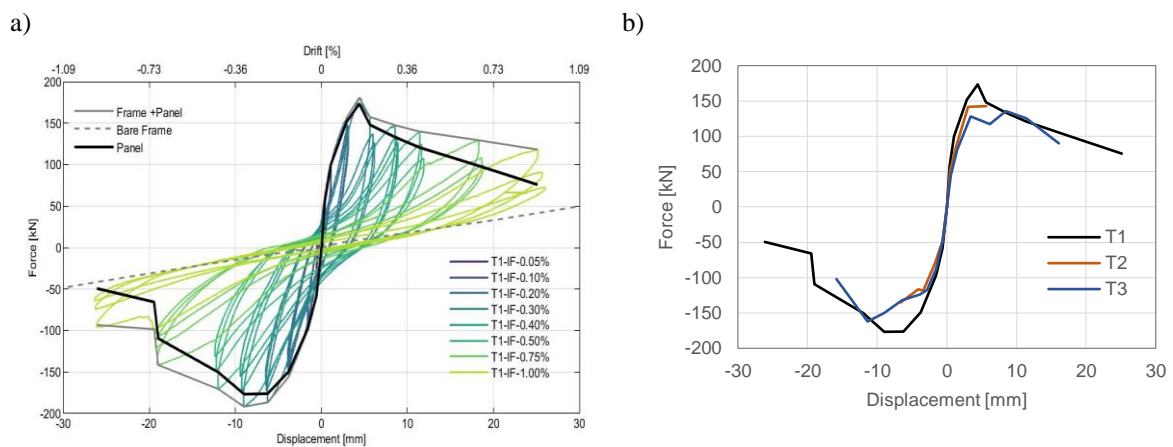 a)
Drift [%]
-1.09 -0.73 -0.36 0 0.36 0.73 1.09
200
150
100
50
0
-50
-100
-150
-200
Force [kN]
Frame +Panel
Bare Frame
Panel
T1-IF-0.05%
T1-IF-0.10%
T1-IF-0.20%
T1-IF-0.30%
T1-IF-0.40%
T1-IF-0.50%
T1-IF-0.75%
T1-IF-1.00%
-30 -20 -10 0 10 20 30
Displacement [mm]
b)
200
150
100
50
0
-50
-100
-150
-200
Force [kN]
T1
T2
T3
-30 -20 -10 0 10 20 30
Displacement [mm]